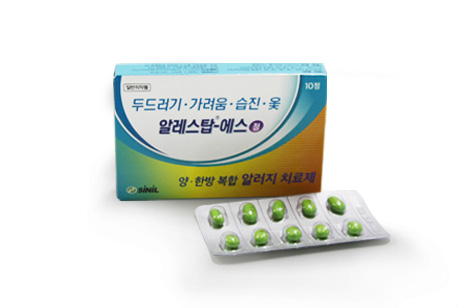 일반의약품
10정
두드러기·가려움·습진·옻
알레스탑®-에스 정
양·한방 복합 알러지 치료제
SINIL